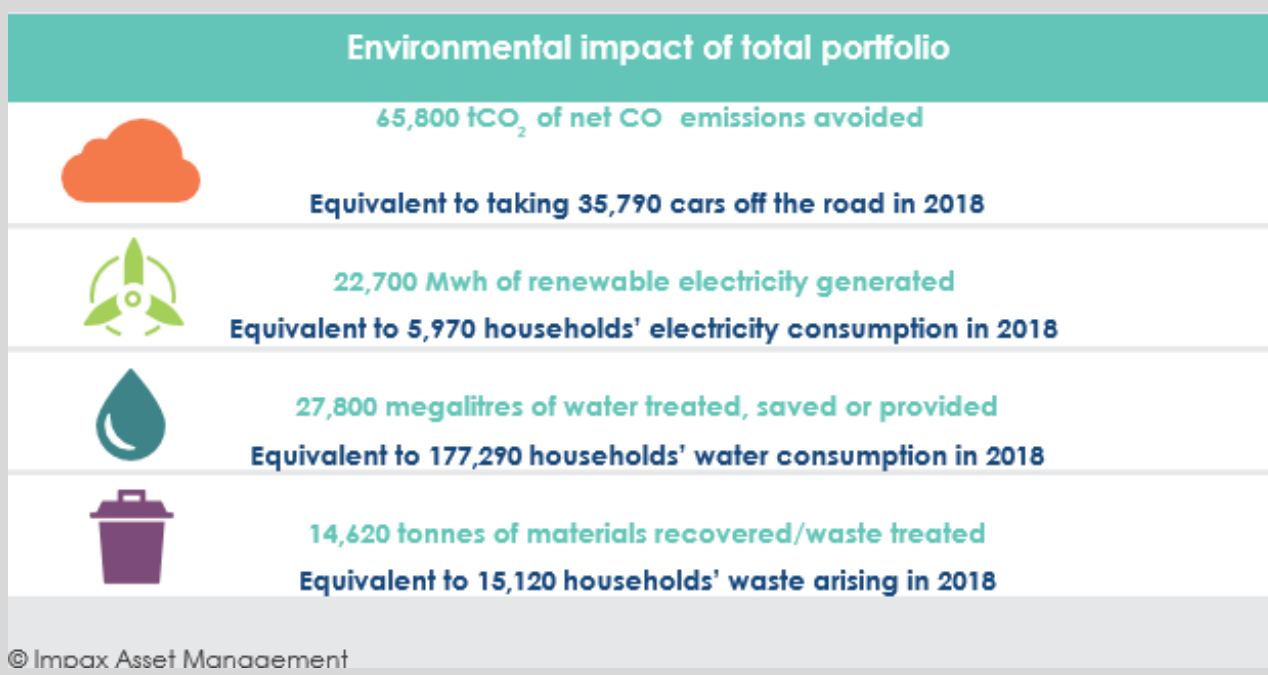 Environmental impact of total portfolio
65,800 tCO₂ of net CO emissions avoided
Equivalent to taking 35,790 cars off the road in 2018
22,700 Mwh of renewable electricity generated
Equivalent to 5,970 households’ electricity consumption in 2018
27,800 megalitres of water treated, saved or provided
Equivalent to 177,290 households’ water consumption in 2018
14,620 tonnes of materials recovered/waste treated
Equivalent to 15,120 households’ waste arising in 2018
© Impax Asset Management